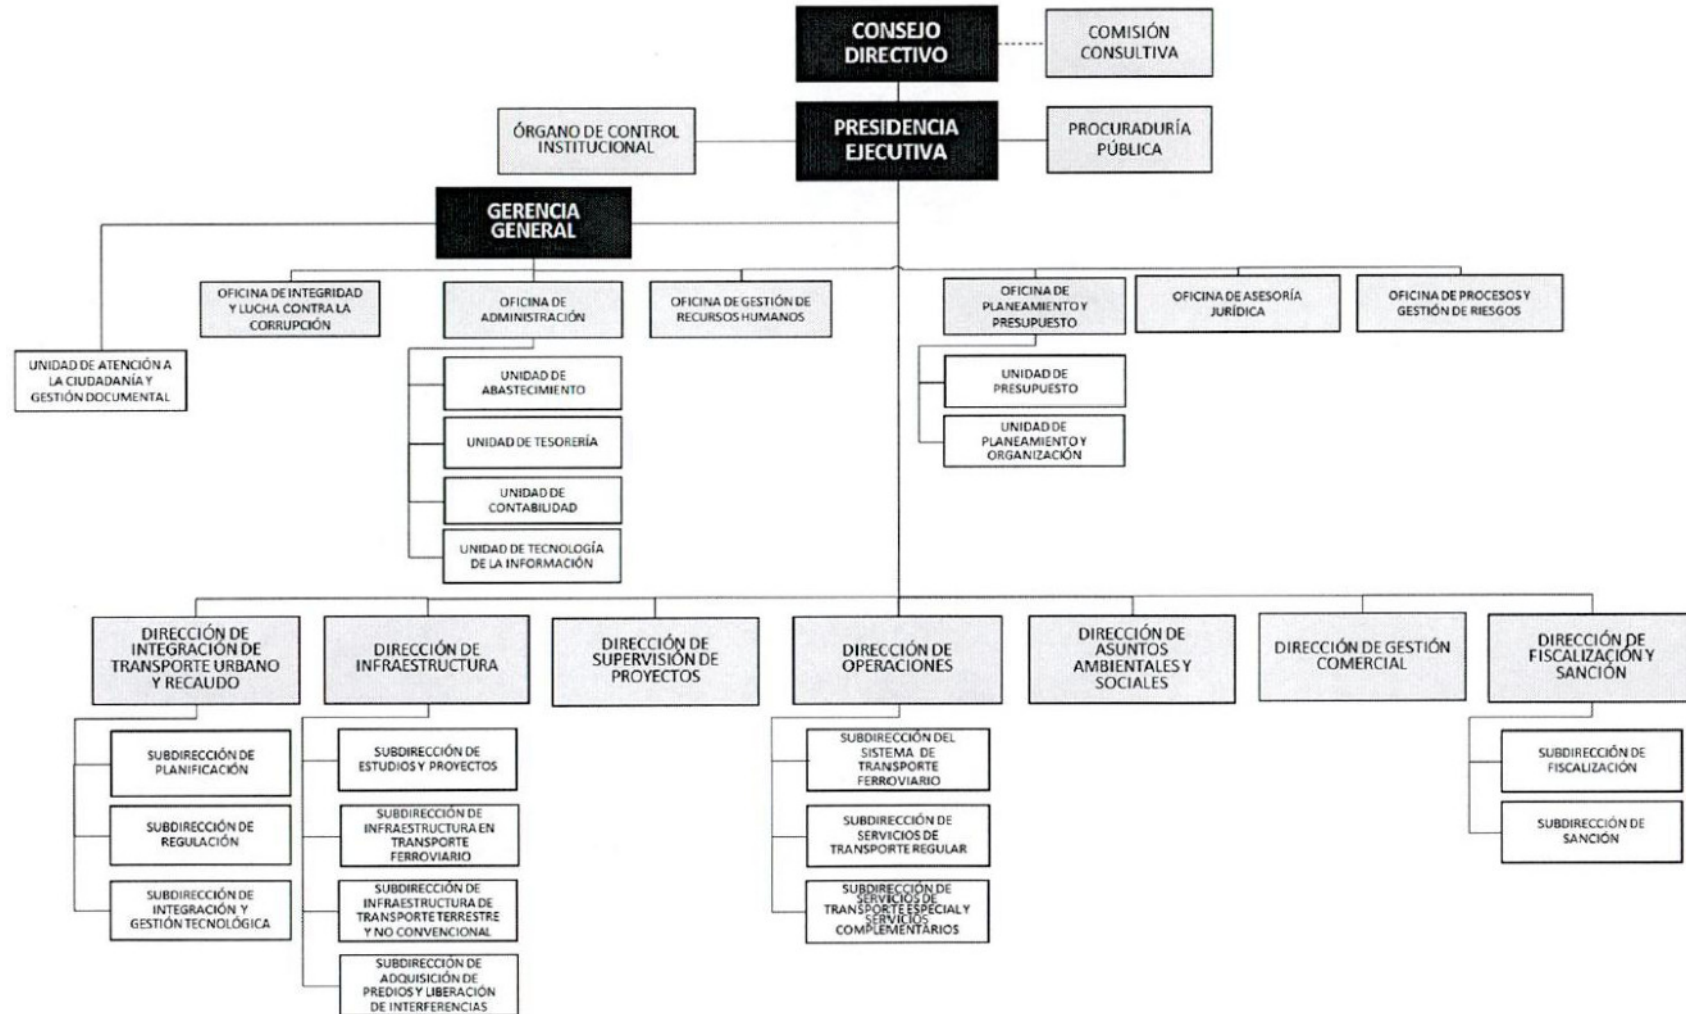 CONSEJO
DIRECTIVO
COMISIÓN
CONSULTIVA
ÓRGANO DE CONTROL
INSTITUCIONAL
PRESIDENCIA
EJECUTIVA
PROCURADURÍA
PÚBLICA
GERENCIA
GENERAL
OFICINA DE INTEGRIDAD
Y LUCHA CONTRA LA
CORRUPCIÓN
OFICINA DE
ADMINISTRACIÓN
OFICINA DE GESTIÓN DE
RECURSOS HUMANOS
OFICINA DE
PLANEAMIENTO Y
PRESUPUESTO
OFICINA DE ASESORÍA
JURÍDICA
OFICINA DE PROCESOS Y
GESTIÓN DE RIESGOS
UNIDAD DE ATENCIÓN A
LA CIUDADANÍA Y
GESTIÓN DOCUMENTAL
UNIDAD DE
ABASTECIMIENTO
UNIDAD DE TESORERÍA
UNIDAD DE
CONTABILIDAD
UNIDAD DE TECNOLOGÍA
DE LA INFORMACIÓN
UNIDAD DE
PRESUPUESTO
UNIDAD DE
PLANEAMIENTO Y
ORGANIZACIÓN
DIRECCIÓN DE
INTEGRACIÓN DE
TRANSPORTE URBANO
Y RECAUDO
DIRECCIÓN DE
INFRAESTRUCTURA
DIRECCIÓN DE
SUPERVISIÓN DE
PROYECTOS
DIRECCIÓN DE
OPERACIONES
DIRECCIÓN DE
ASUNTOS
AMBIENTALES Y
SOCIALES
DIRECCIÓN DE GESTIÓN
COMERCIAL
DIRECCIÓN DE
FISCALIZACIÓN Y
SANCIÓN
SUBDIRECCIÓN DE
PLANIFICACIÓN
SUBDIRECCIÓN DE
REGULACIÓN
SUBDIRECCIÓN DE
INTEGRACIÓN Y
GESTIÓN TECNOLÓGICA
SUBDIRECCIÓN DE
ESTUDIOS Y PROYECTOS
SUBDIRECCIÓN DE
INFRAESTRUCTURA EN
TRANSPORTE
FERROVIARIO
SUBDIRECCIÓN DE
INFRAESTRUCTURA DE
TRANSPORTE TERRESTRE
Y NO CONVENCIONAL
SUBDIRECCIÓN DE
ADQUISICIÓN DE
PREDIOS Y LIBERACIÓN
DE INTERFERENCIAS
SUBDIRECCIÓN DEL
SISTEMA DE
TRANSPORTE
FERROVIARIO
SUBDIRECCIÓN DE
SERVICIOS DE
TRANSPORTE REGULAR
SUBDIRECCIÓN DE
SERVICIOS DE
TRANSPORTE ESPECIAL Y
SERVICIOS
COMPLEMENTARIOS
SUBDIRECCIÓN DE
FISCALIZACIÓN
SUBDIRECCIÓN DE
SANCIÓN